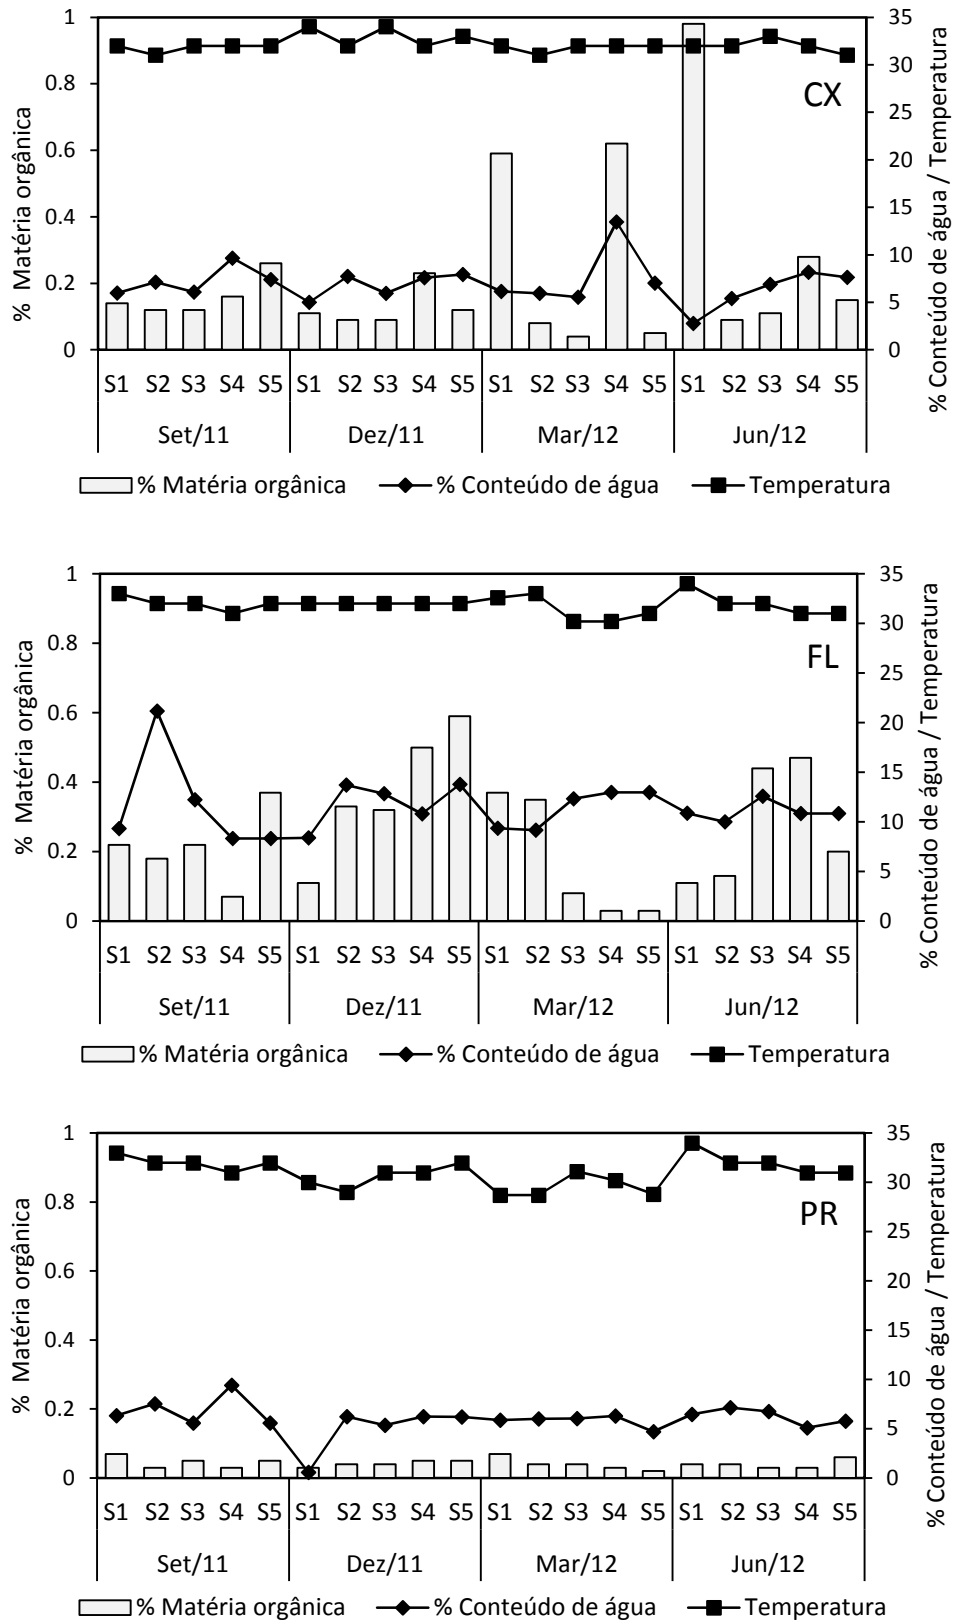 1
0.8
0.6
0.4
0.2
0
% Matéria orgânica
35
30
25
20
15
10
5
0
% Conteúdo de água / Temperatura
CX
S1 S2 S3 S4 S5 S1 S2 S3 S4 S5 S1 S2 S3 S4 S5 S1 S2 S3 S4 S5
Set/11 Dez/11 Mar/12 Jun/12
% Matéria orgânica % Conteúdo de água Temperatura
1
0.8
0.6
0.4
0.2
0
% Matéria orgânica
35
30
25
20
15
10
5
0
% Conteúdo de água / Temperatura
FL
S1 S2 S3 S4 S5 S1 S2 S3 S4 S5 S1 S2 S3 S4 S5 S1 S2 S3 S4 S5
Set/11 Dez/11 Mar/12 Jun/12
% Matéria orgânica % Conteúdo de água Temperatura
1
0.8
0.6
0.4
0.2
0
% Matéria orgânica
35
30
25
20
15
10
5
0
% Conteúdo de água / Temperatura
PR
S1 S2 S3 S4 S5 S1 S2 S3 S4 S5 S1 S2 S3 S4 S5 S1 S2 S3 S4 S5
Set/11 Dez/11 Mar/12 Jun/12
% Matéria orgânica % Conteúdo de água Temperatura